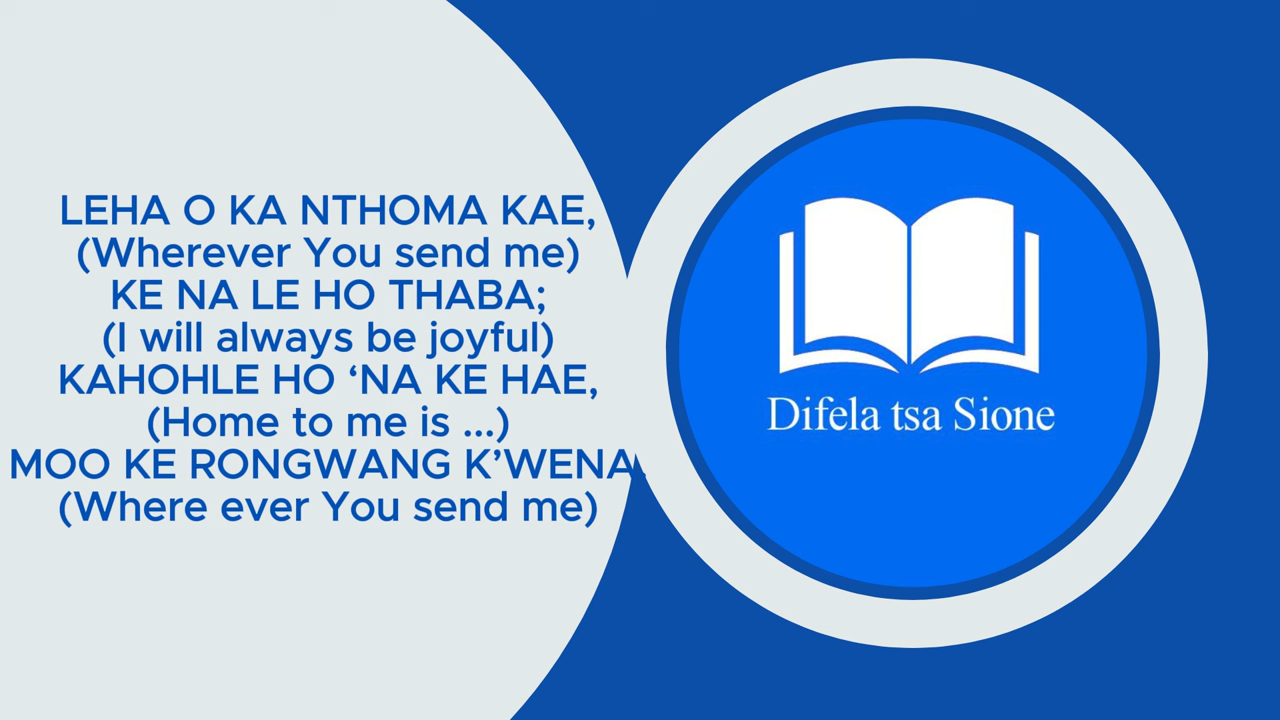 LEHA O KA NTHOMA KAE,
(Wherever You send me)
KE NA LE HO THABA;
(I will always be joyful)
KAHOHLE HO ‘NA KE HAE,
(Home to me is ...)
MOO KE RONGWANG K’WENA.
(Where ever You send me)
Difela tsa Sione